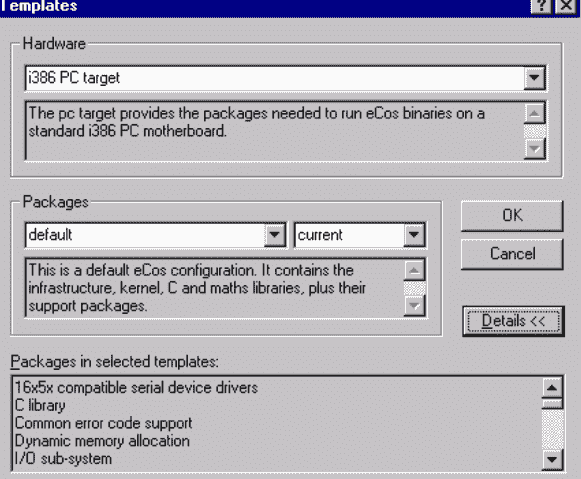 Templates
Hardware
i386 PC target
The pc target provides the packages needed to run eCos binaries on a
standard i386 PC motherboard.
Packages
default
current
OK
Cancel
This is a default eCos configuration. It contains the
infrastructure, kernel, C and maths libraries, plus their
support packages.
Details <<
Packages in selected templates:
16x5x compatible serial device drivers
C library
Common error code support
Dynamic memory allocation
I/O sub-system